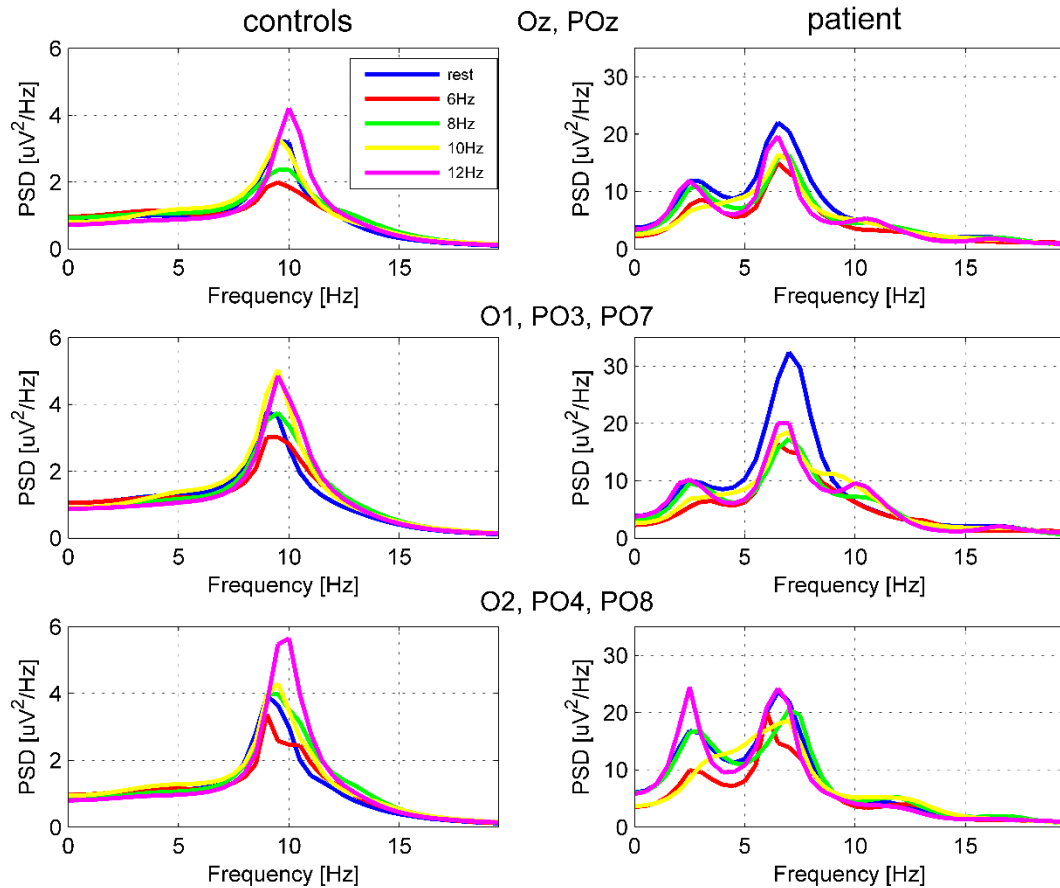 controls
Oz, POz
patient
6
4
2
0
PSD [uV²/Hz]
0
5
10
15
Frequency [Hz]
rest
6Hz
8Hz
10Hz
12Hz
30
20
10
0
PSD [uV²/Hz]
0
5
10
15
Frequency [Hz]
O1, PO3, PO7
6
4
2
0
PSD [uV²/Hz]
0
5
10
15
Frequency [Hz]
30
20
10
0
PSD [uV²/Hz]
0
5
10
15
Frequency [Hz]
O2, PO4, PO8
6
4
2
0
PSD [uV²/Hz]
0
5
10
15
Frequency [Hz]
30
20
10
0
PSD [uV²/Hz]
0
5
10
15
Frequency [Hz]